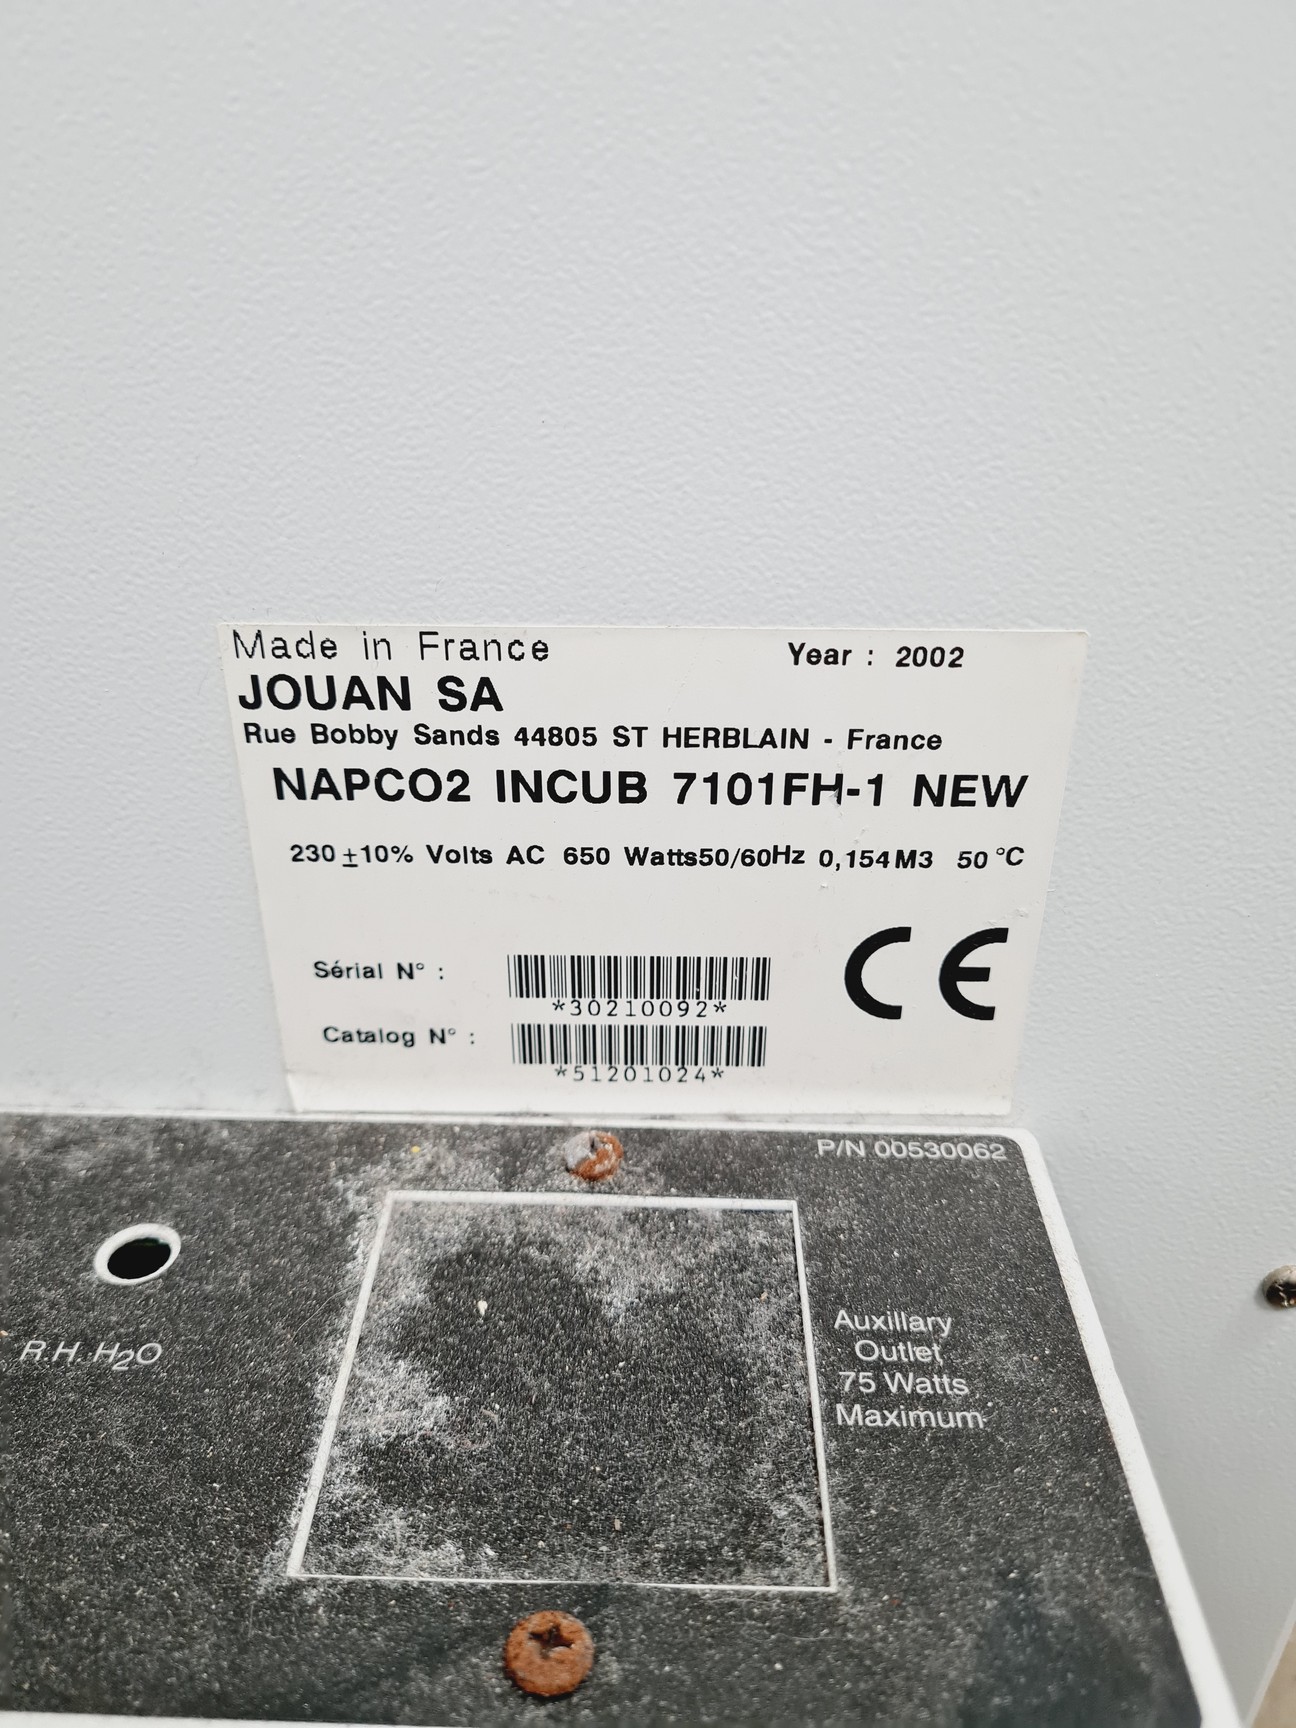 Made in France Year : 2002
JOUAN SA
Rue Bobby Sands 44805 ST HERBLAIN - France
NAPCO2 INCUB 7101FH-1 NEW
230 ±10% Volts AC 650 Watts50/60Hz 0,154M3 50 °C
Sérial N° :
*30210092*
CE
Catalog N° :
*51201024*
P/N 00530062
R.H. H2O
Auxillary
Outlet
75 Watts
Maximum